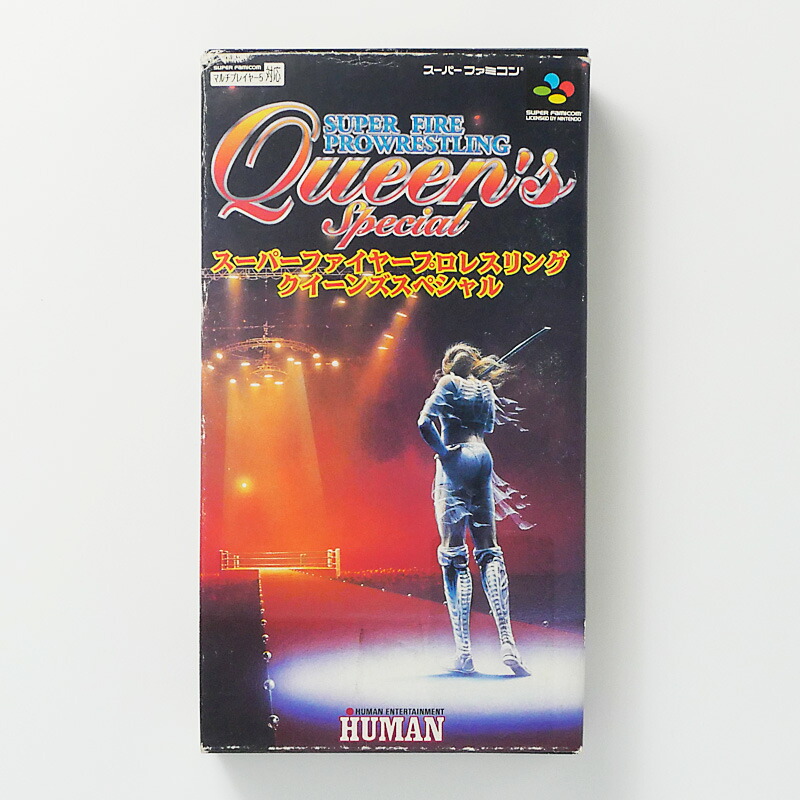 SUPER FAMICOM
マルチプレイヤー5 対応
スーパーファミコン®
SUPER FAMICOM
LICENSED BY NINTENDO
SUPER FIRE
PROWRESTLING
Queen's
Special
スーパーファイヤープロレスリング
クイーンズスペシャル
HUMAN ENTERTAINMENT
HUMAN